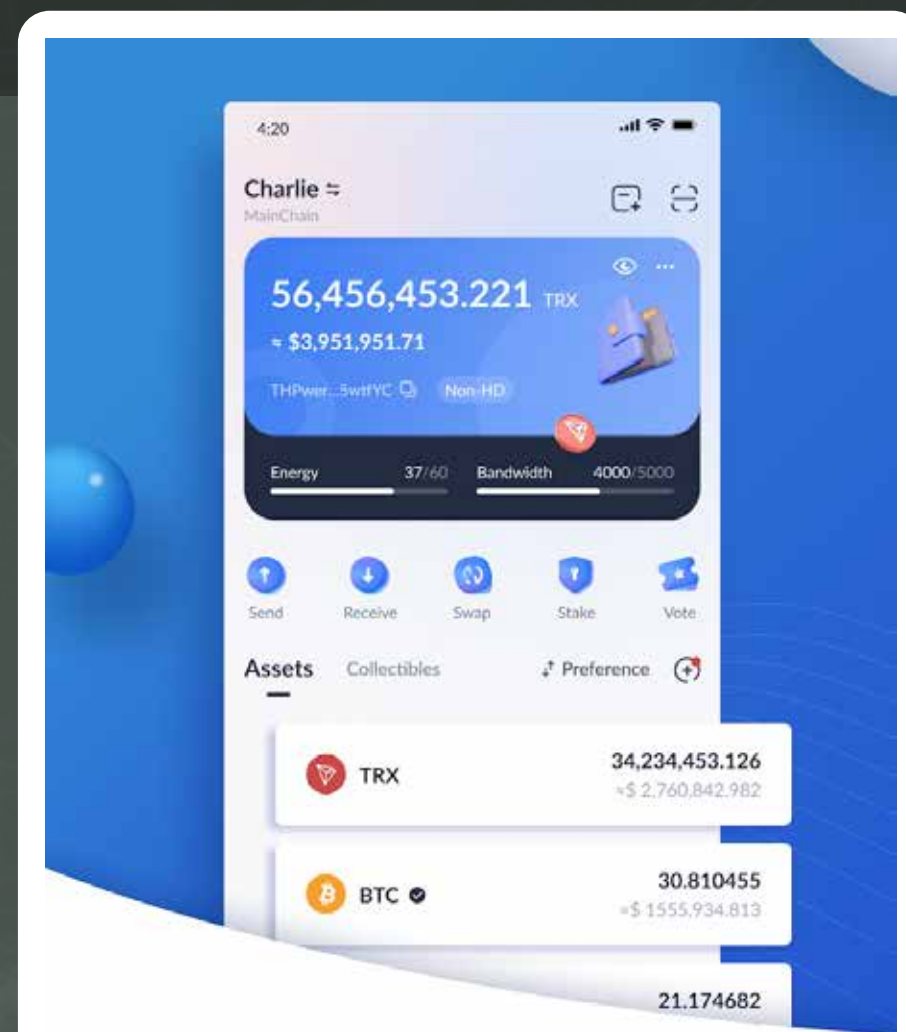 4:20
Charlie
MainChain
56,456,453.221 TRX
≈ $3,951,951.71
THPwer...5wtfYC Non-HD
Energy 37/60 Bandwidth 4000/5000
Send Receive Swap Stake Vote
Assets Collectibles Preference
TRX 34,234,453.126
≈$ 2,760,842.982
BTC 30.810455
≈$ 1555,934.813
21.174682